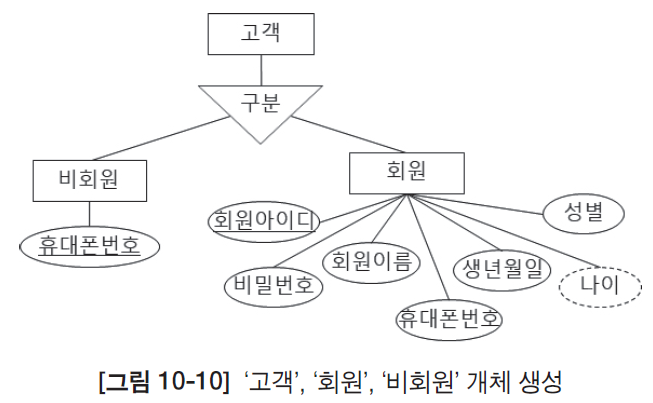 고객
구분
비회원
회원
휴대폰번호
회원아이디
비밀번호
회원이름
휴대폰번호
생년월일
나이
성별
[그림 10-10] ‘고객’, ‘회원’, ‘비회원’ 개체 생성